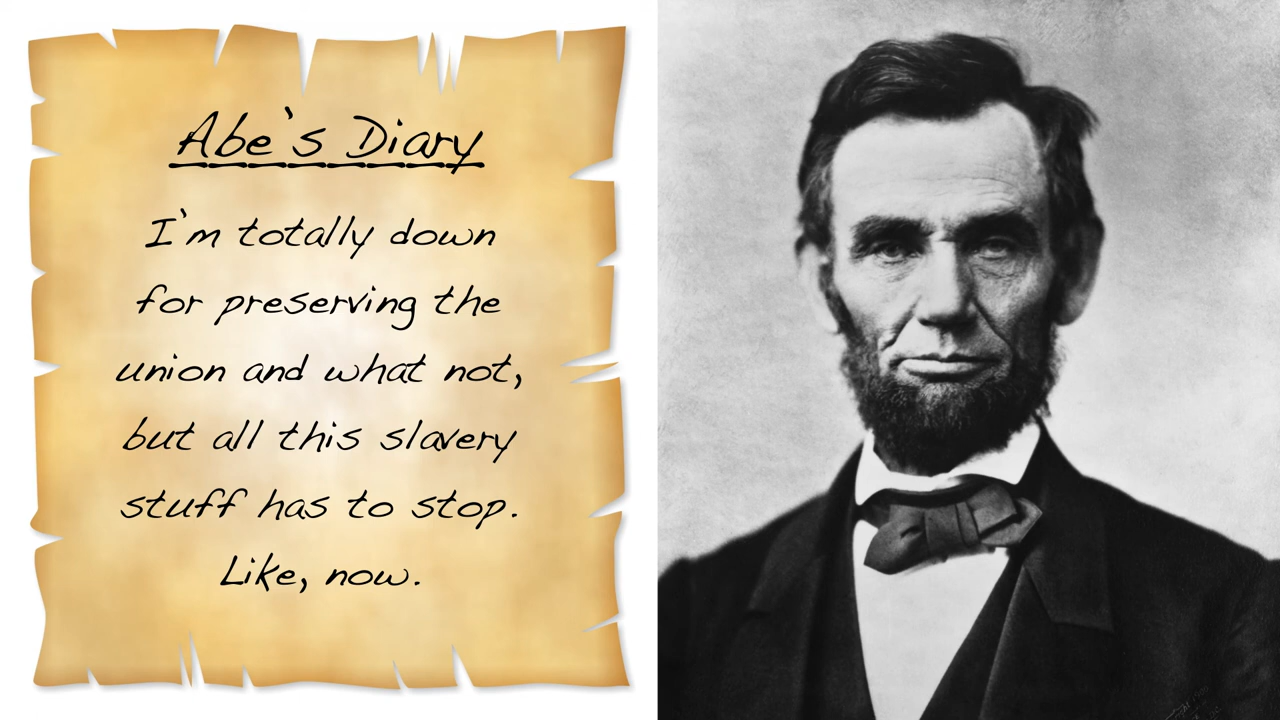 Abe's Diary
I'm totally down
for preserving the
union and what not,
but all this slavery
stuff has to stop.
Like, now.